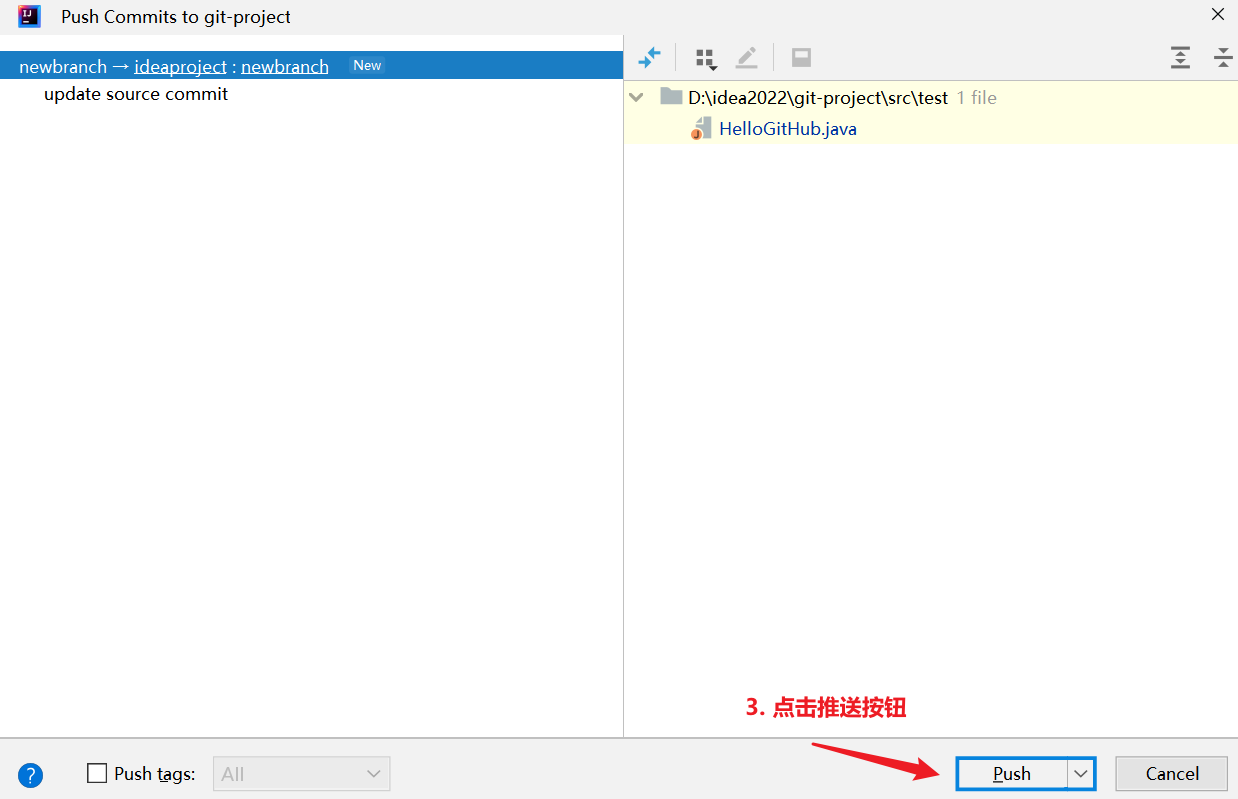 Push Commits to git-project
newbranch → ideaproject : newbranch New
update source commit
D:\idea2022\git-project\src\test 1 file
HelloGitHub.java
3. 点击推送按钮
? Push tags: All Push Cancel